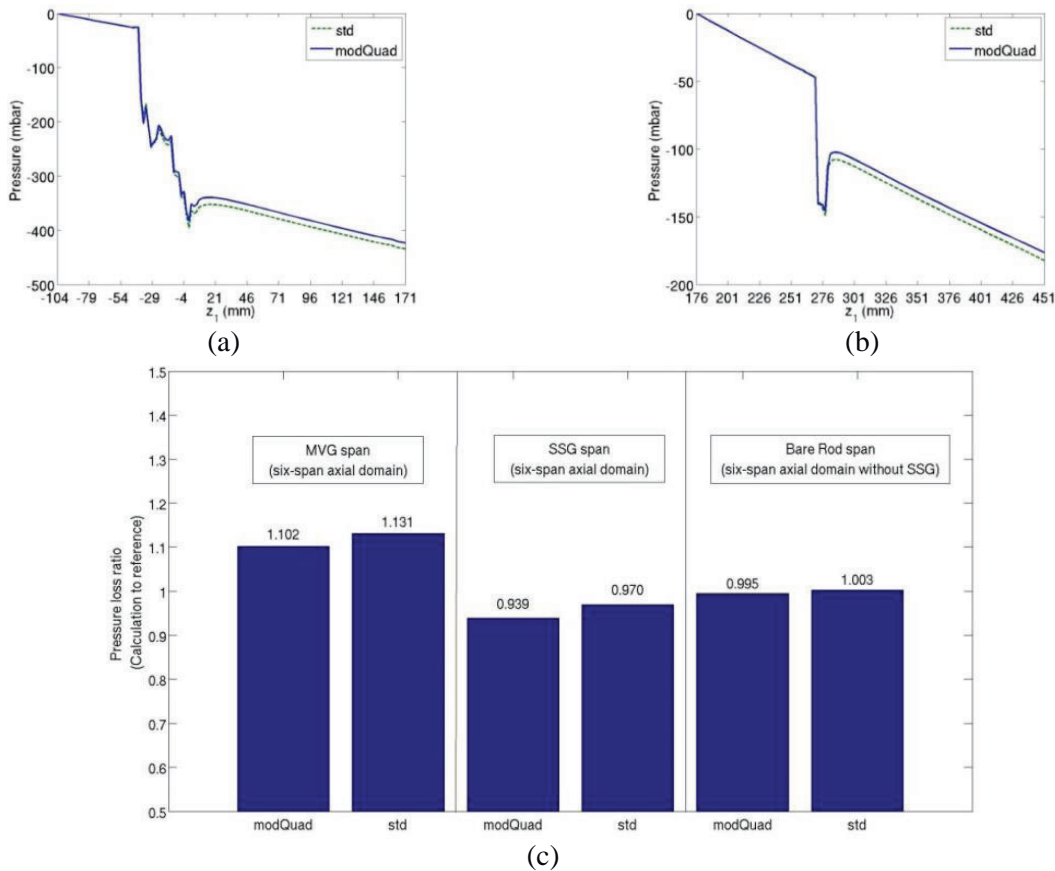 0
-100
-200
-300
-400
-500
Pressure (mbar)
std
modQuad
-104 -79 -54 -29 -4 21 46 71 96 121 146 171
z1 (mm)
(a)
0
-50
-100
-150
-200
Pressure (mbar)
std
modQuad
176 201 226 251 276 301 326 351 376 401 426 451
z1 (mm)
(b)
1.5
1.4
1.3
1.2
1.1
1
0.9
0.8
0.7
0.6
0.5
Pressure loss ratio
(Calculation to reference)
MVG span
(six-span axial domain)
SSG span
(six-span axial domain)
Bare Rod span
(six-span axial domain without SSG)
1.102
1.131
0.939
0.970
0.995
1.003
modQuad std modQuad std modQuad std
(c)